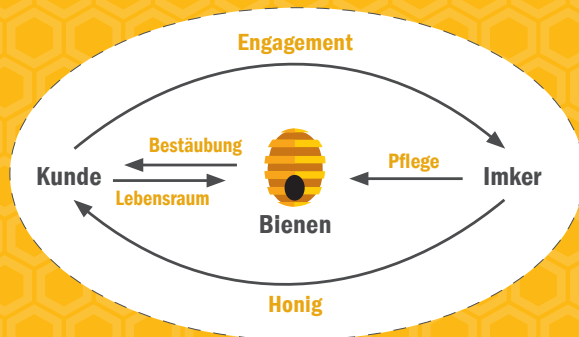 Engagement
Bestäubung
Pflege
Kunde
Imker
Lebensraum
Bienen
Honig